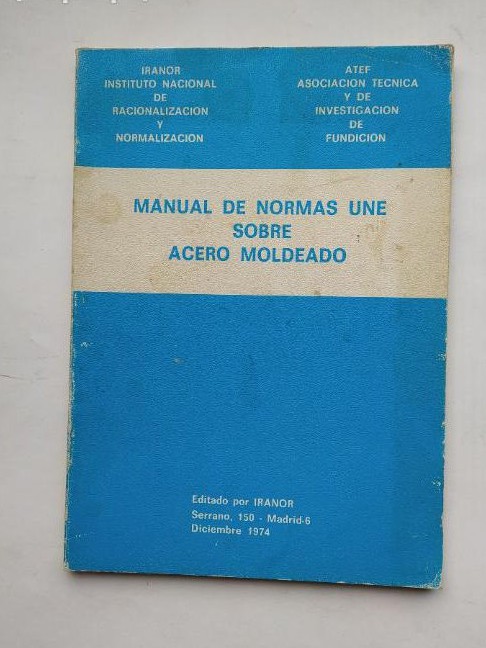 IRANOR
INSTITUTO NACIONAL
DE
RACIONALIZACION
Y
NORMALIZACION
ATEF
ASOCIACION TECNICA
Y DE
INVESTIGACION
DE
FUNDICION
MANUAL DE NORMAS UNE
SOBRE
ACERO MOLDEADO
Editado por IRANOR
Serrano, 150 - Madrid-6
Diciembre 1974